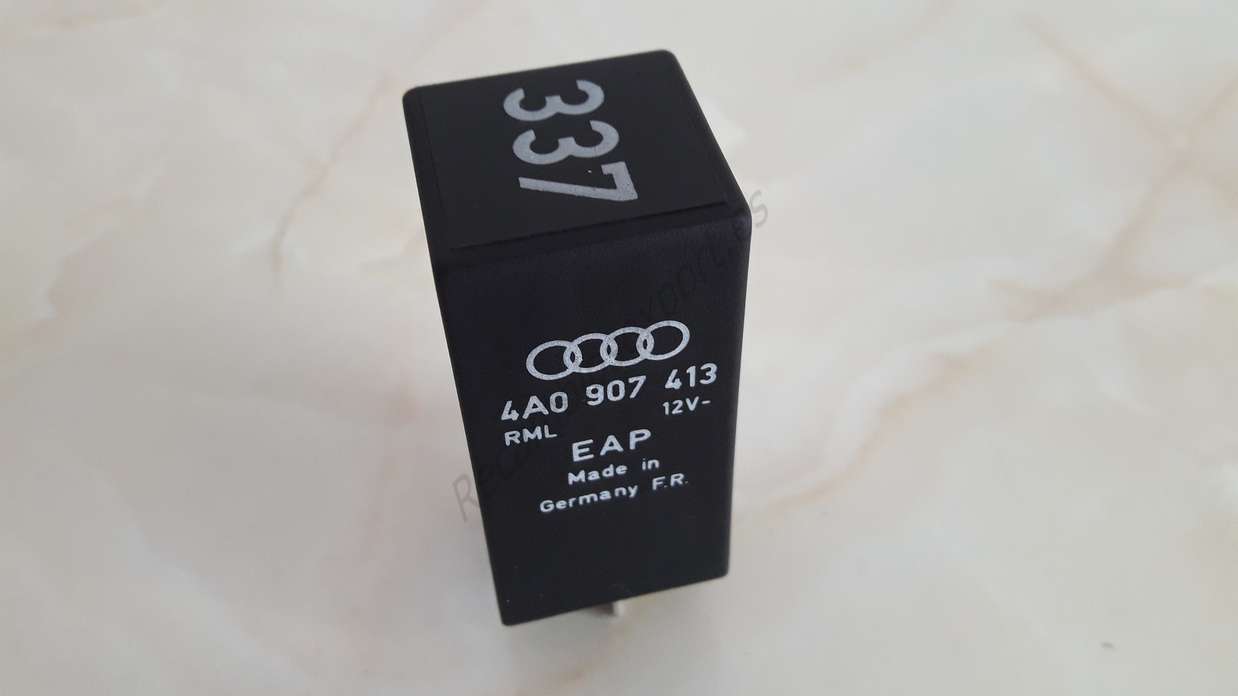 337
4A0 907 413
RML 12V-
EAP
Made in
Germany F.R.